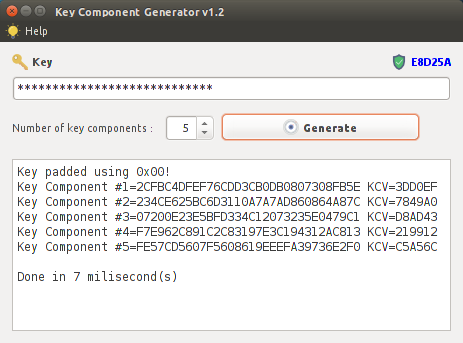 Key Component Generator v1.2
Help
Key
E8D25A
****************************
Number of key components :
5
Generate
Key padded using 0x00!
Key Component #1=2CFBC4DFEF76CDD3CB0DB0807308FB5E KCV=3DD0EF
Key Component #2=234CE625BC6D3110A7A7AD860864A87C KCV=7849A0
Key Component #3=07200E23E5BFD334C12073235E0479C1 KCV=D8AD43
Key Component #4=F7E962C891C2C83197E3C194312AC813 KCV=219912
Key Component #5=FE57CD5607F5608619EEEFA39736E2F0 KCV=C5A56C
Done in 7 milisecond(s)